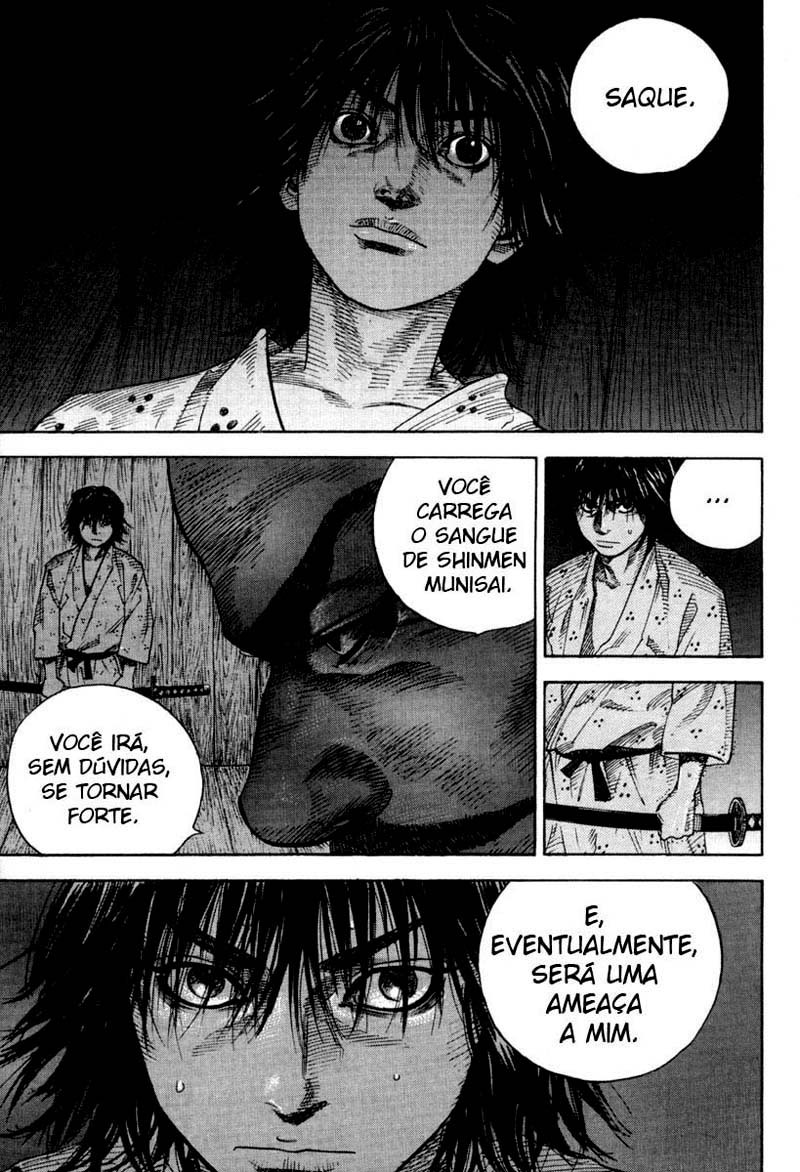 SAQUE.
...
VOCÊ
CARREGA
O SANGUE
DE SHINMEN
MUNISAI.
VOCÊ IRÁ,
SEM DÚVIDAS,
SE TORNAR
FORTE.
E,
EVENTUALMENTE,
SERÁ UMA
AMEAÇA
A MIM.